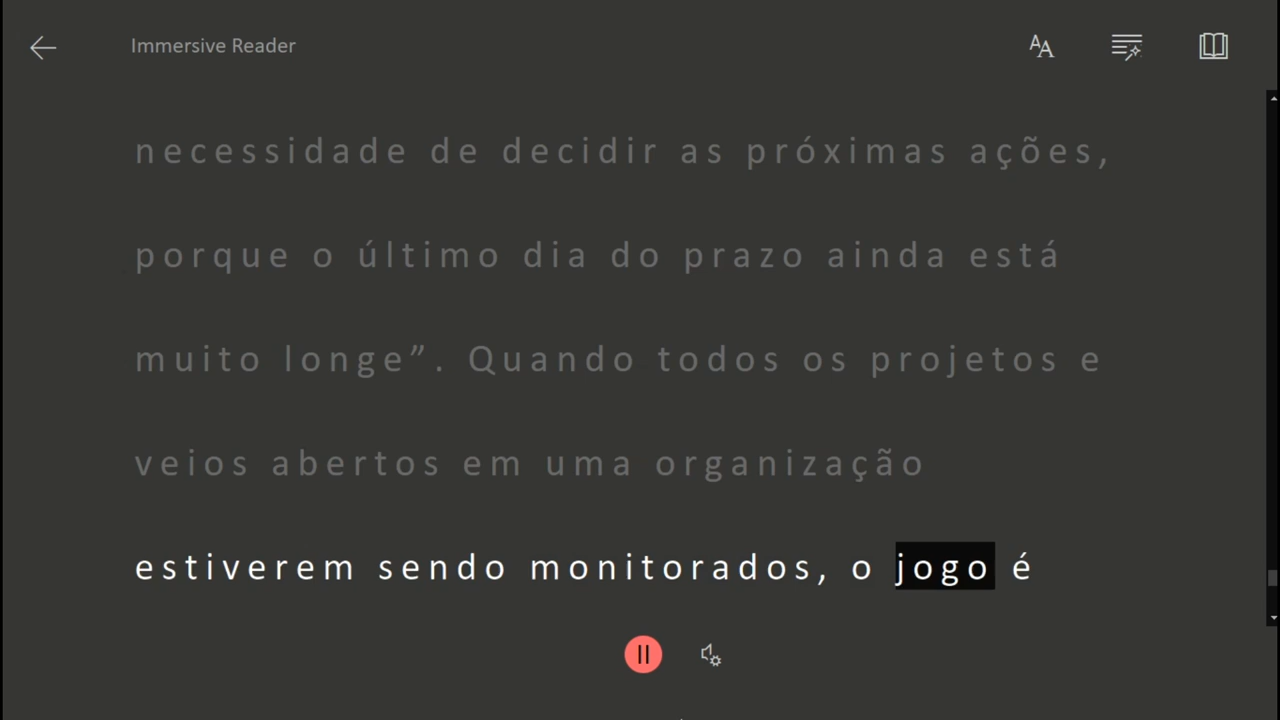 Immersive Reader
necessidade de decidir as próximas ações,
porque o último dia do prazo ainda está
muito longe”. Quando todos os projetos e
veios abertos em uma organização
estiverem sendo monitorados, o jogo é